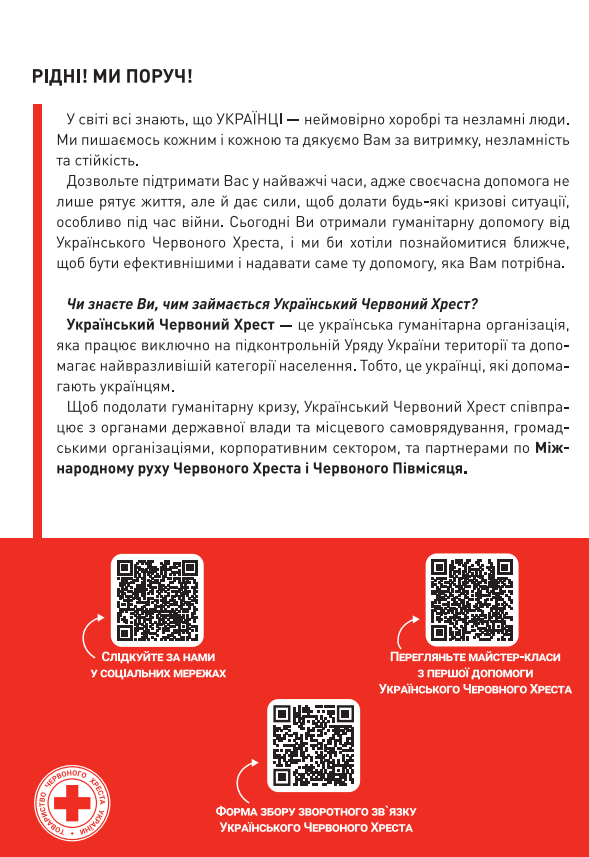 РІДНІ! МИ ПОРУЧ!
У світі всі знають, що УКРАЇНЦІ — неймовірно хоробрі та незламні люди.
Ми пишаємось кожним і кожною та дякуємо Вам за витримку, незламність
та стійкість.
Дозвольте підтримати Вас у найважчі часи, адже своєчасна допомога не
лише рятує життя, але й дає сили, щоб долати будь-які кризові ситуації,
особливо під час війни. Сьогодні Ви отримали гуманітарну допомогу від
Українського Червоного Хреста, і ми би хотіли познайомитися ближче,
щоб бути ефективнішими і надавати саме ту допомогу, яка Вам потрібна.
Чи знаєте Ви, чим займається Український Червоний Хрест?
Український Червоний Хрест — це українська гуманітарна організація,
яка працює виключно на підконтрольній Уряду України території та допо-
магає найвразливішій категорії населення. Тобто, це українці, які допома-
гають українцям.
Щоб подолати гуманітарну кризу, Український Червоний Хрест співпра-
цює з органами державної влади та місцевого самоврядування, громад-
ськими організаціями, корпоративним сектором, та партнерами по Між-
народному руху Червоного Хреста і Червоного Півмісяця.
Слідкуйте за нами
у соціальних мережах
Перегляньте майстер-класи
з першої допомоги
Українського Черовного Хреста
Форма збору зворотного зв`язку
Українського Червоного Хреста
ТОВАРИСТВО ЧЕРВОНОГО ХРЕСТА УКРАЇНИ